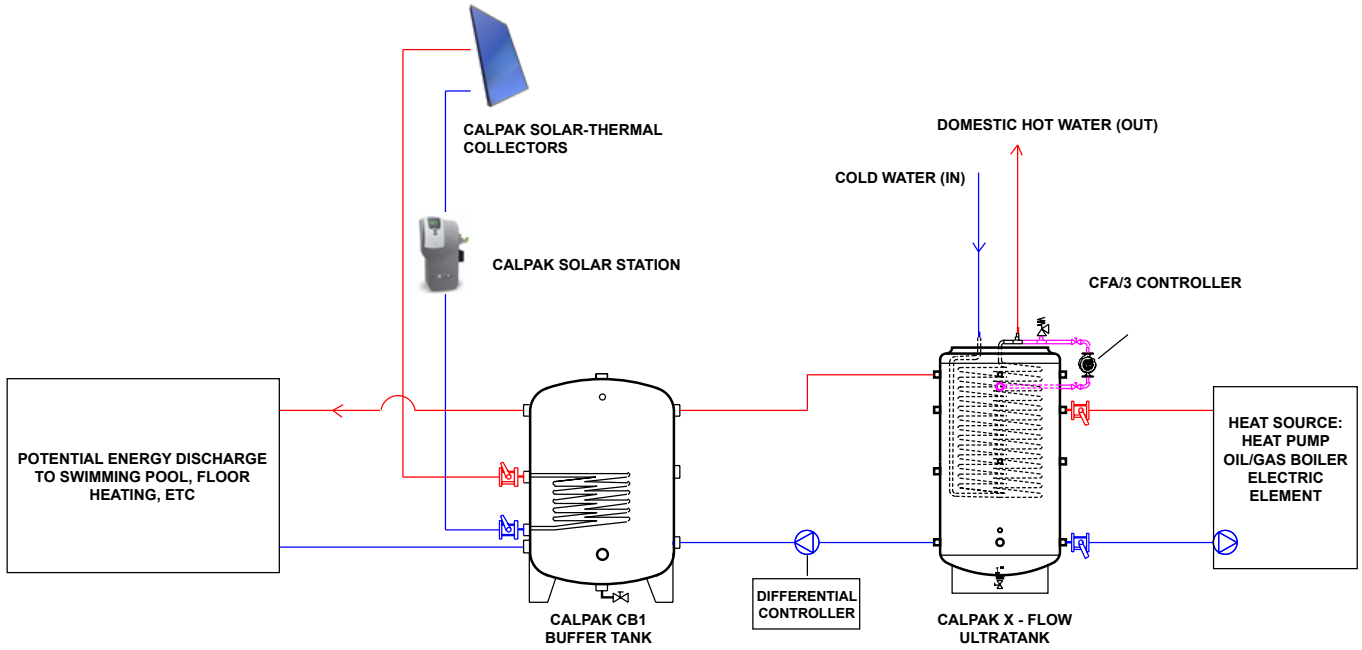 CALPAK SOLAR-THERMAL
COLLECTORS
DOMESTIC HOT WATER (OUT)
COLD WATER (IN)
CALPAK SOLAR STATION
CFA/3 CONTROLLER
POTENTIAL ENERGY DISCHARGE
TO SWIMMING POOL, FLOOR
HEATING, ETC
HEAT SOURCE:
HEAT PUMP
OIL/GAS BOILER
ELECTRIC
ELEMENT
DIFFERENTIAL
CONTROLLER
CALPAK CB1
BUFFER TANK
CALPAK X - FLOW
ULTRATANK